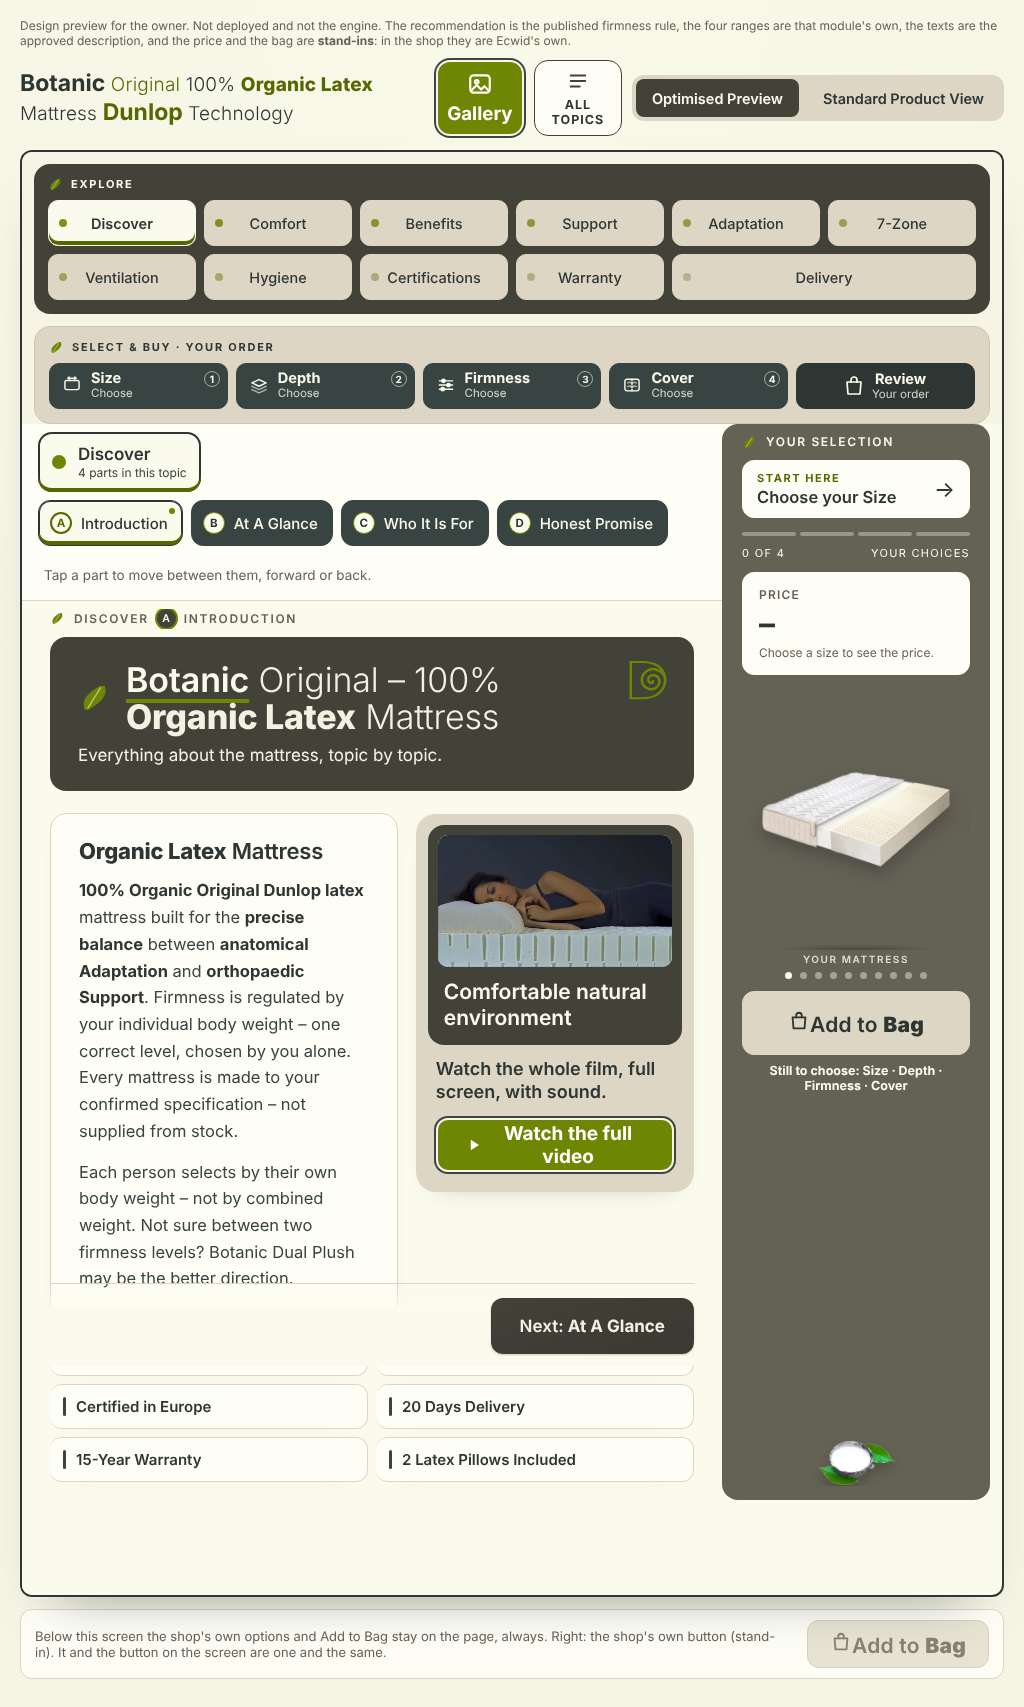 Design preview for the owner. Not deployed and not the engine. The recommendation is the published firmness rule, the four ranges are that module's own, the texts are the
approved description, and the price and the bag are stand-ins: in the shop they are Ecwid's own.
Botanic Original 100% Organic Latex
Mattress Dunlop Technology
Gallery
ALL
TOPICS
Optimised Preview
Standard Product View
EXPLORE
Discover
Comfort
Benefits
Support
Adaptation
7-Zone
Ventilation
Hygiene
Certifications
Warranty
Delivery
SELECT & BUY · YOUR ORDER
Size
Choose
1
Depth
Choose
2
Firmness
Choose
3
Cover
Choose
4
Review
Your order
Discover
4 parts in this topic
A Introduction
B At A Glance
C Who It Is For
D Honest Promise
Tap a part to move between them, forward or back.
DISCOVER A INTRODUCTION
Botanic Original – 100%
Organic Latex Mattress
Everything about the mattress, topic by topic.
Organic Latex Mattress
100% Organic Original Dunlop latex
mattress built for the precise
balance between anatomical
Adaptation and orthopaedic
Support. Firmness is regulated by
your individual body weight – one
correct level, chosen by you alone.
Every mattress is made to your
confirmed specification – not
supplied from stock.
Each person selects by their own
body weight – not by combined
weight. Not sure between two
firmness levels? Botanic Dual Plush
may be the better direction.
Comfortable natural
environment
Watch the whole film, full
screen, with sound.
Watch the full
video
Next: At A Glance
Certified in Europe
20 Days Delivery
15-Year Warranty
2 Latex Pillows Included
YOUR SELECTION
START HERE
Choose your Size
0 OF 4
YOUR CHOICES
PRICE
–
Choose a size to see the price.
YOUR MATTRESS
Add to Bag
Still to choose: Size · Depth ·
Firmness · Cover
Below this screen the shop's own options and Add to Bag stay on the page, always. Right: the shop's own button (stand-
in). It and the button on the screen are one and the same.
Add to Bag